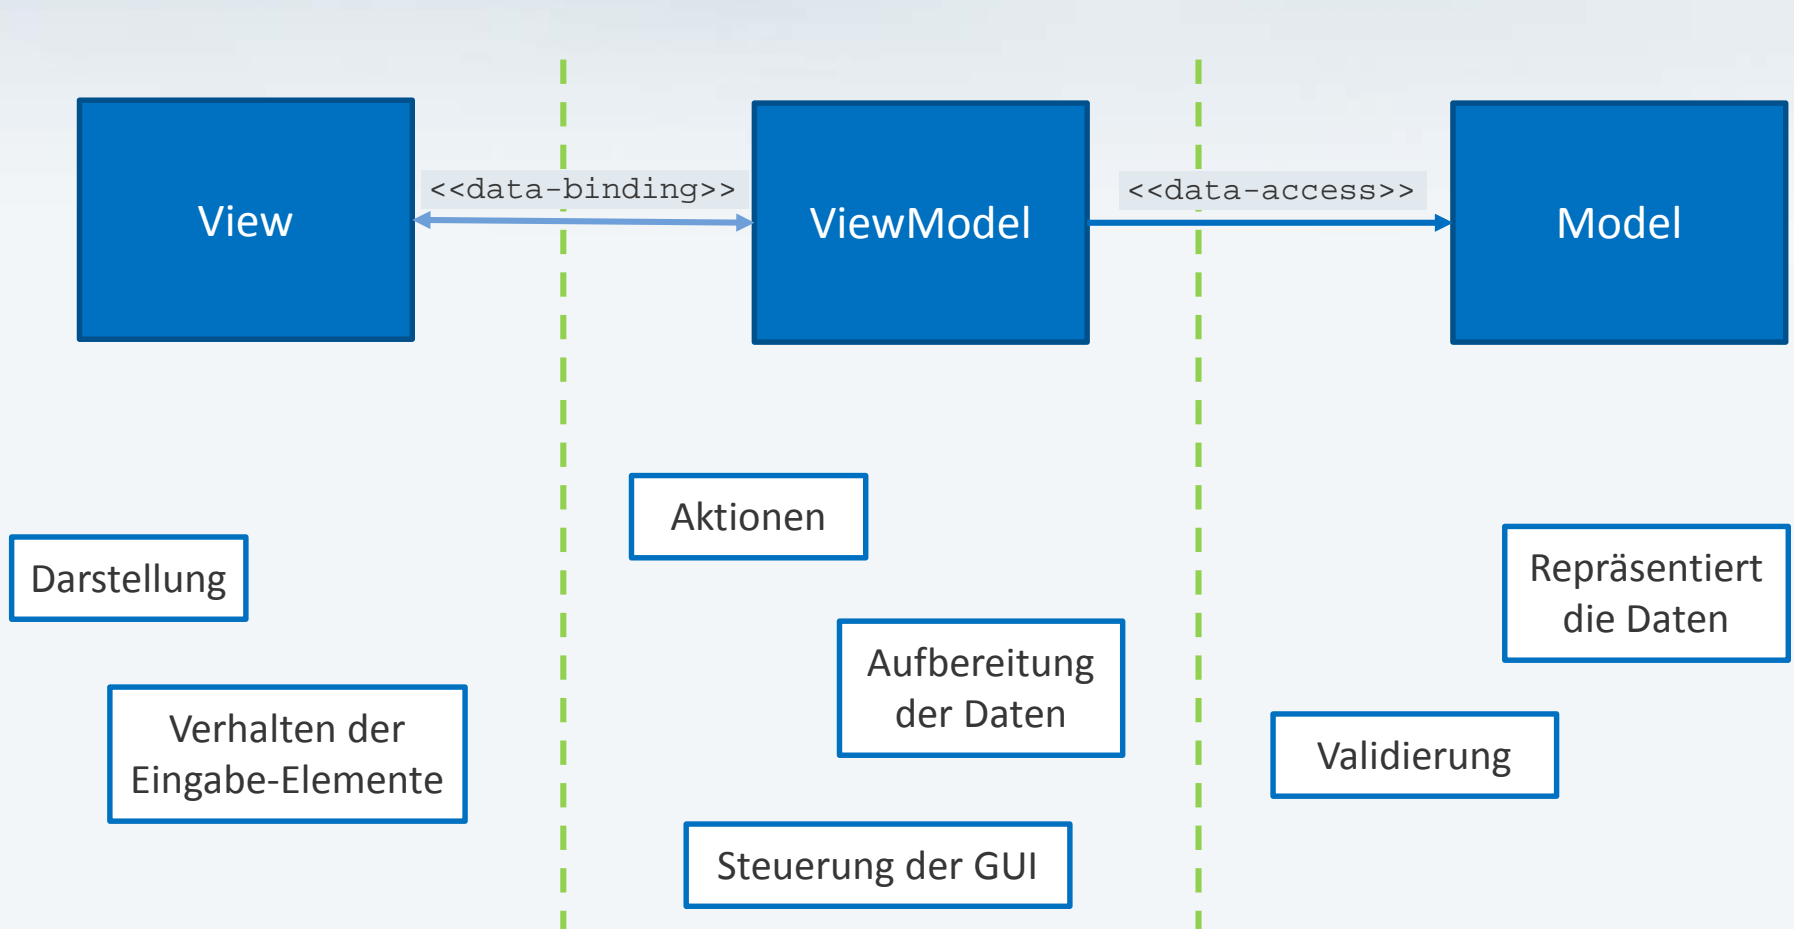 View
<<data-binding>>
ViewModel
<<data-access>>
Model
Darstellung
Verhalten der
Eingabe-Elemente
Aktionen
Aufbereitung
der Daten
Steuerung der GUI
Repräsentiert
die Daten
Validierung